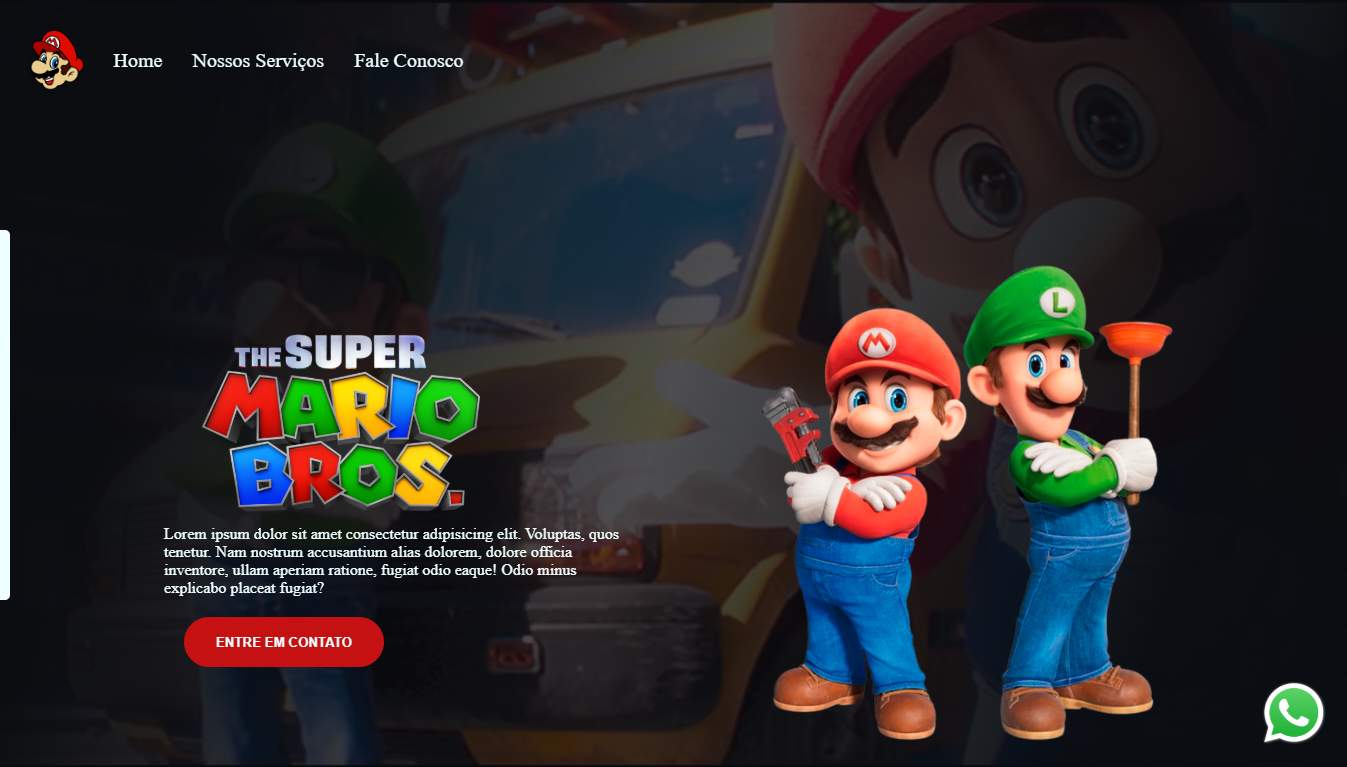 M
Home Nossos Serviços Fale Conosco
THE SUPER
MARIO
BROS.
M
L
Lorem ipsum dolor sit amet consectetur adipisicing elit. Voluptas, quos
tenetur. Nam nostrum accusantium alias dolorem, dolore officia
inventore, ullam aperiam ratione, fugiat odio eaque! Odio minus
explicabo placeat fugiat?
ENTRE EM CONTATO